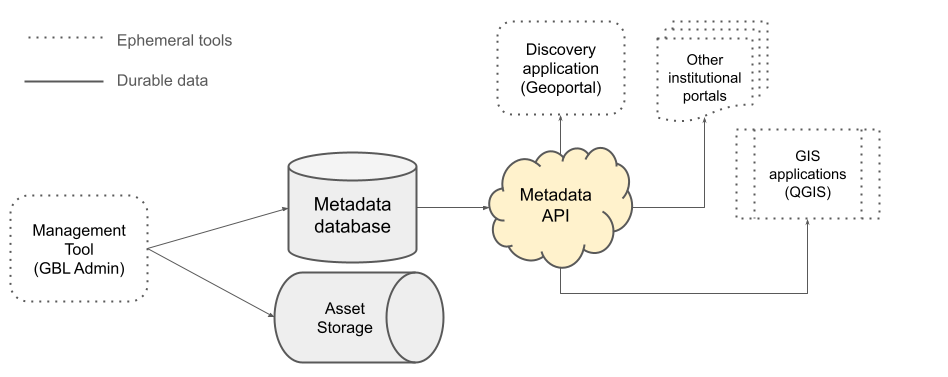 Ephemeral tools
Durable data
Discovery
application
(Geoportal)
Other
institutional
portals
GIS
applications
(QGIS)
Metadata
API
Metadata
database
Management
Tool
(GBL Admin)
Asset
Storage